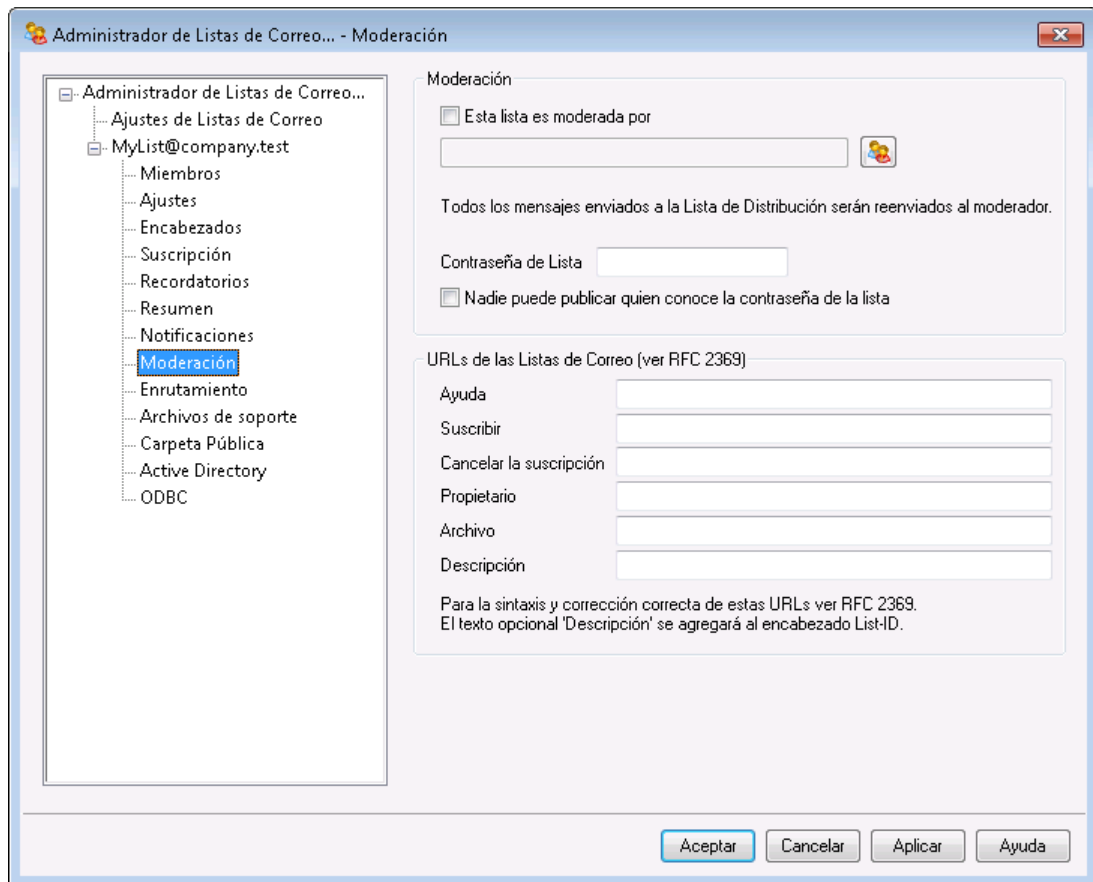 Administrador de Listas de Correo... - Moderación
Administrador de Listas de Correo...
Ajustes de Listas de Correo
MyList@company.test
Miembros
Ajustes
Encabezados
Suscripción
Recordatorios
Resumen
Notificaciones
Moderación
Enrutamiento
Archivos de soporte
Carpeta Pública
Active Directory
ODBC
Moderación
Esta lista es moderada por
Todos los mensajes enviados a la Lista de Distribución serán reenviados al moderador.
Contraseña de Lista
Nadie puede publicar quien conoce la contraseña de la lista
URLs de las Listas de Correo (ver RFC 2369)
Ayuda
Suscribir
Cancelar la suscripción
Propietario
Archivo
Descripción
Para la sintaxis y corrección correcta de estas URLs ver RFC 2369.
El texto opcional 'Descripción' se agregará al encabezado List-ID.
Aceptar
Cancelar
Aplicar
Ayuda